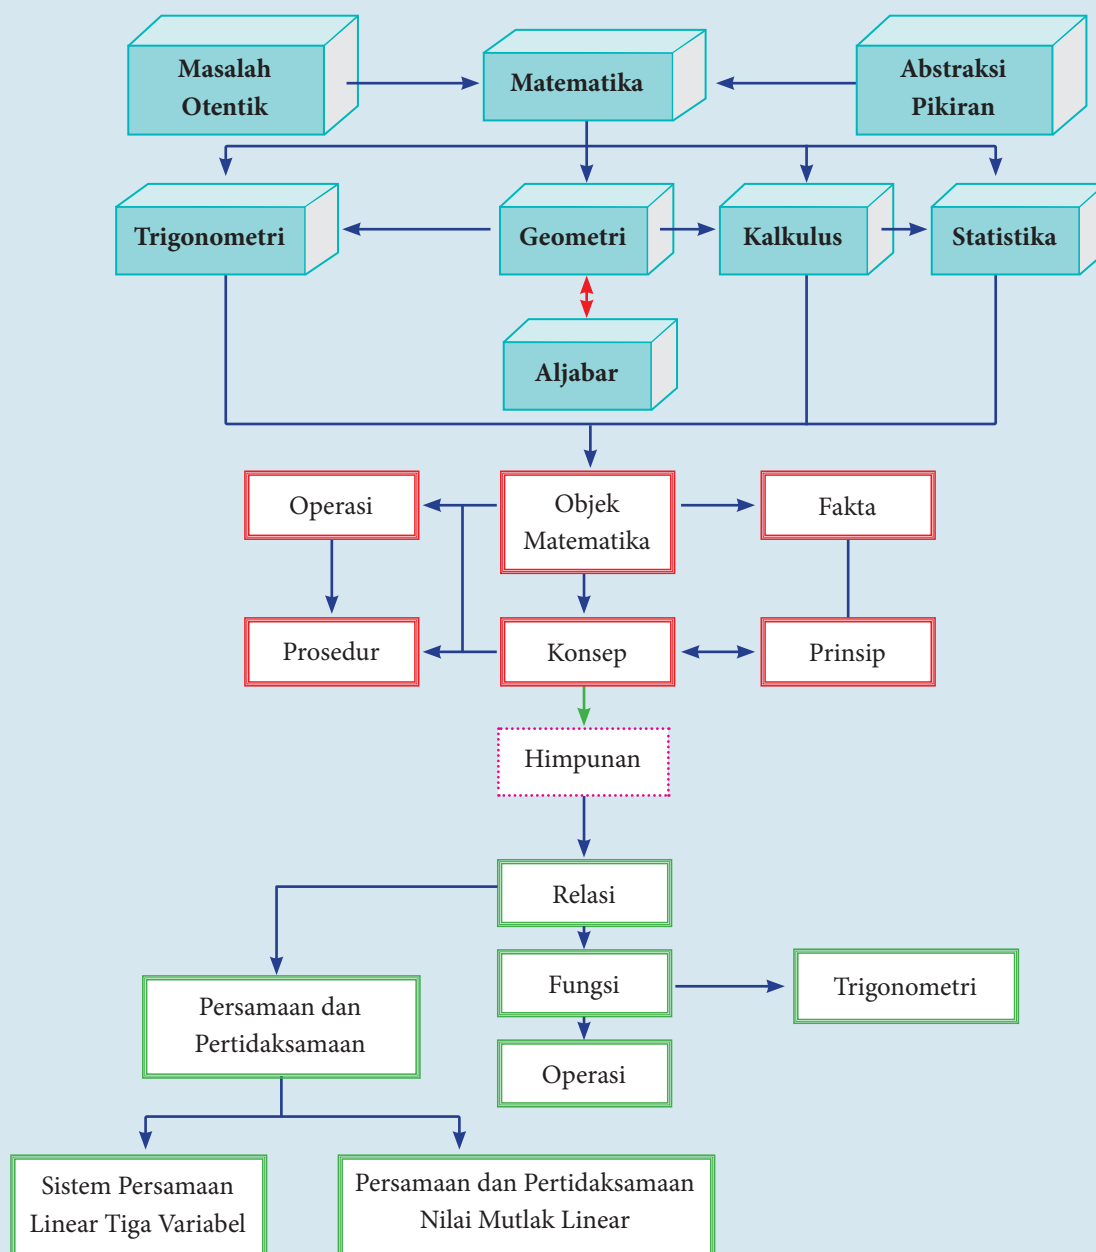 Masalah
Otentik
Matematika
Abstraksi
Pikiran
Trigonometri
Geometri
Kalkulus
Statistika
Aljabar
Operasi
Objek
Matematika
Fakta
Prosedur
Konsep
Prinsip
Himpunan
Relasi
Fungsi
Trigonometri
Persamaan dan
Pertidaksamaan
Operasi
Sistem Persamaan
Linear Tiga Variabel
Persamaan dan Pertidaksamaan
Nilai Mutlak Linear